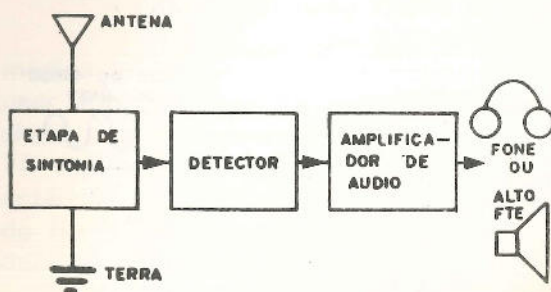 ANTENA
ETAPA DE
SINTONIA
DETECTOR
AMPLIFICA—
DOR DE
AUDIO
FONE
OU
ALTO
FTE
TERRA